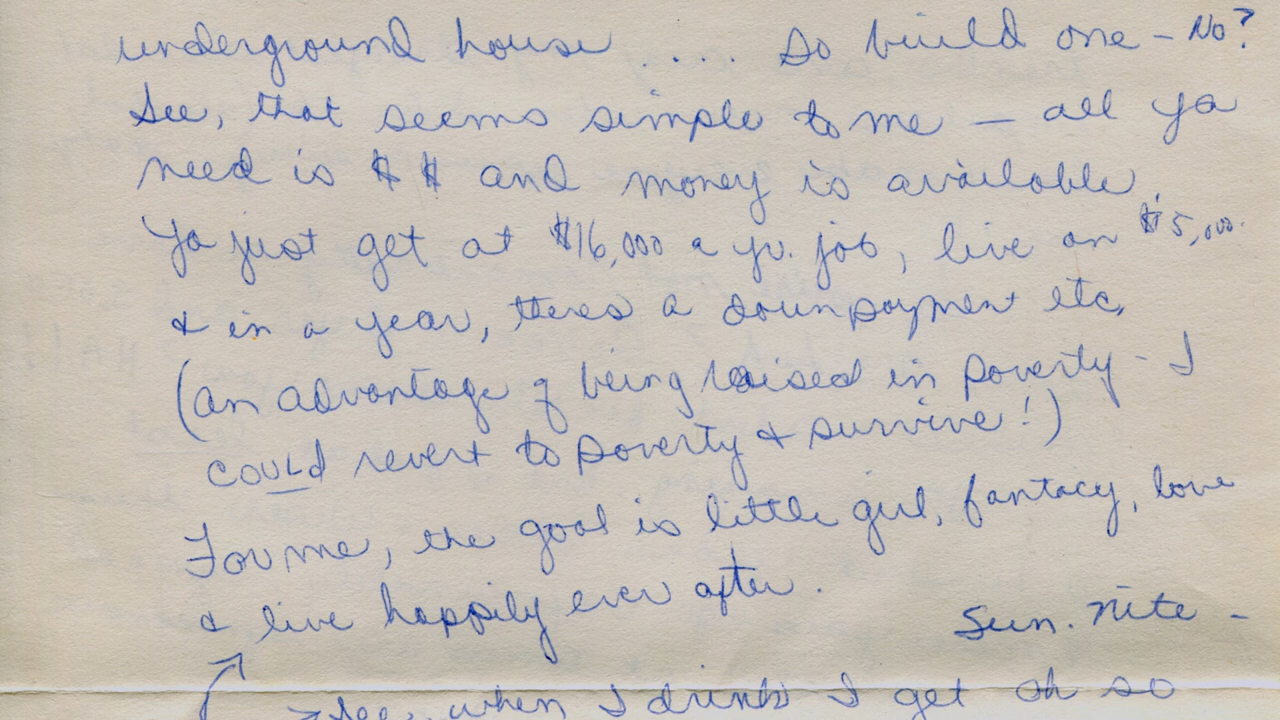 underground house . . . . So build one – No?
See, that seems simple to me – all ya
need is $ $ and money is available.
Ya just get at $16,000 a yr. job, live on $5,000.
& in a year, theres a downpayment etc.
(an advantage of being raised in poverty - I
could revert to poverty & survive!)
For me, the goal is little girl, fantacy, love
& live happily ever after.
Sun. Nite -
See, when I drink I get oh so